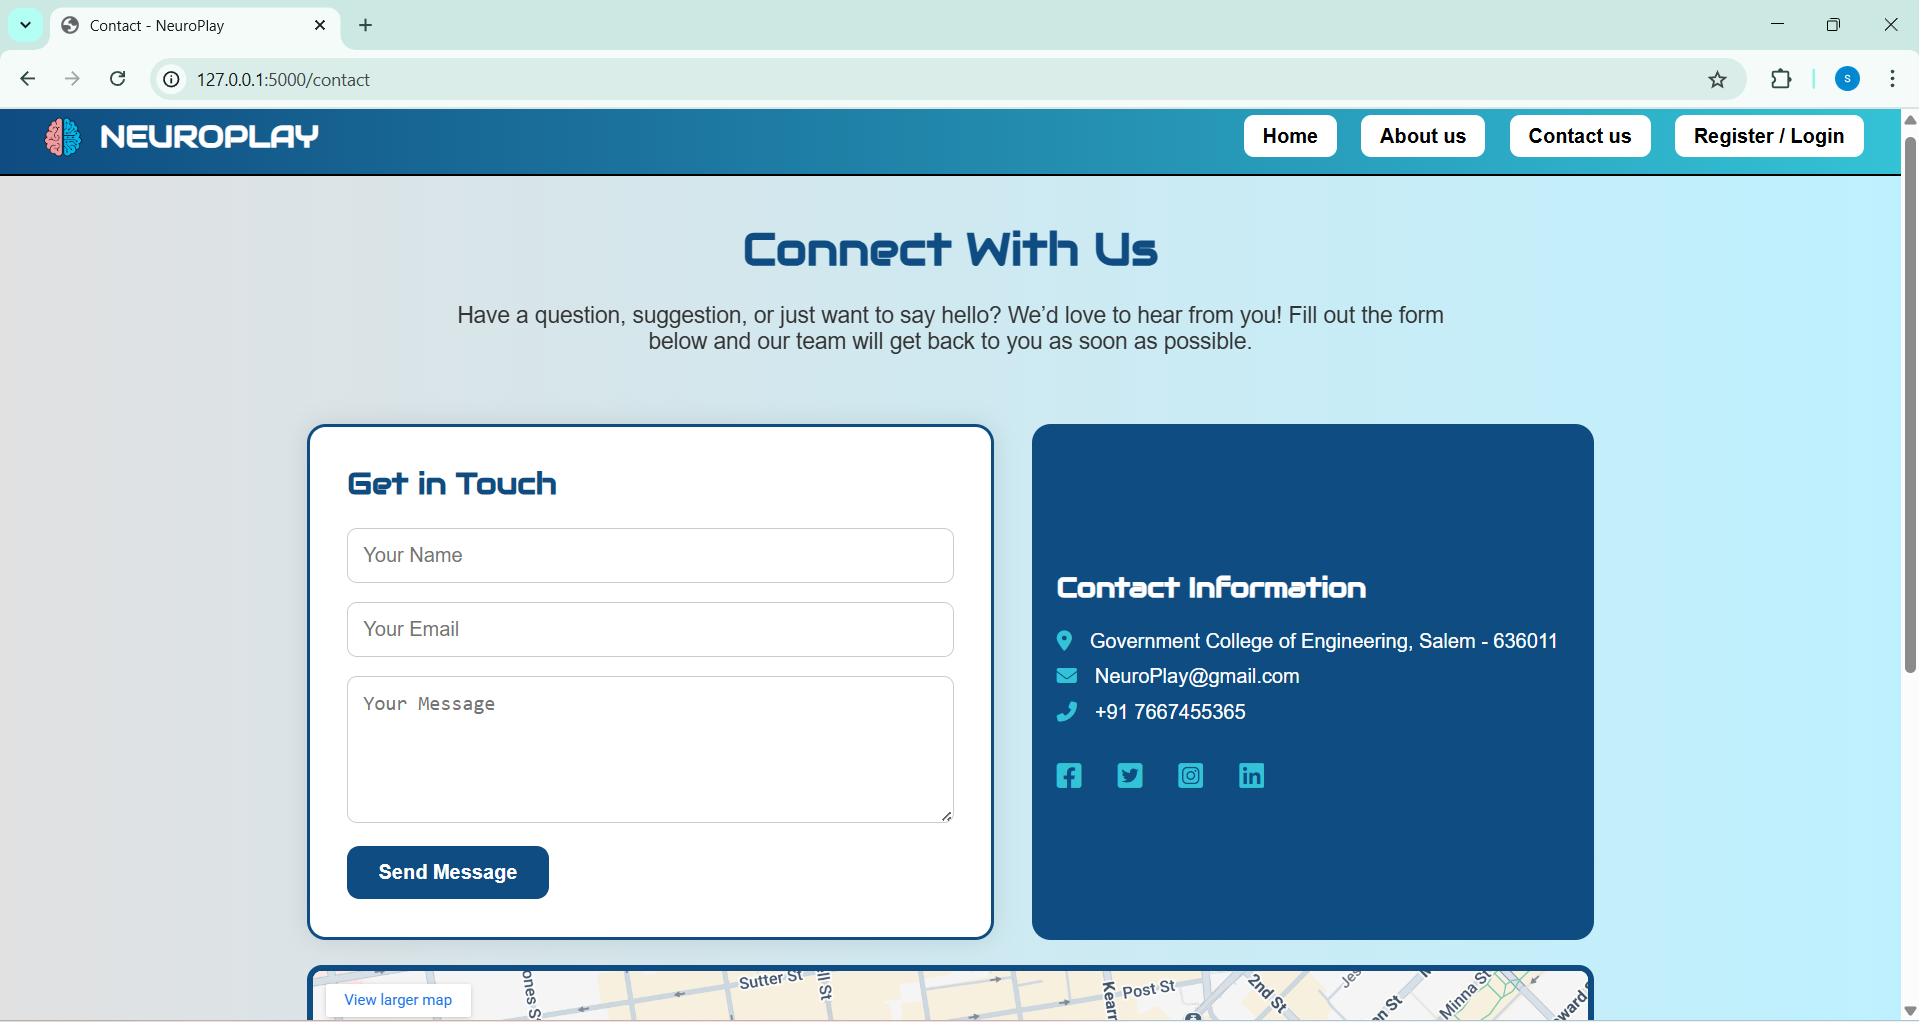 Contact - NeuroPlay
127.0.0.1:5000/contact
S
NEUROPLAY
Home
About us
Contact us
Register / Login
Connect With Us
Have a question, suggestion, or just want to say hello? We’d love to hear from you! Fill out the form
below and our team will get back to you as soon as possible.
Get in Touch
Your Name
Your Email
Your Message
Send Message
Contact Information
Government College of Engineering, Salem - 636011
NeuroPlay@gmail.com
+91 7667455365
View larger map
Sutter St
Post St
2nd St
Minna St